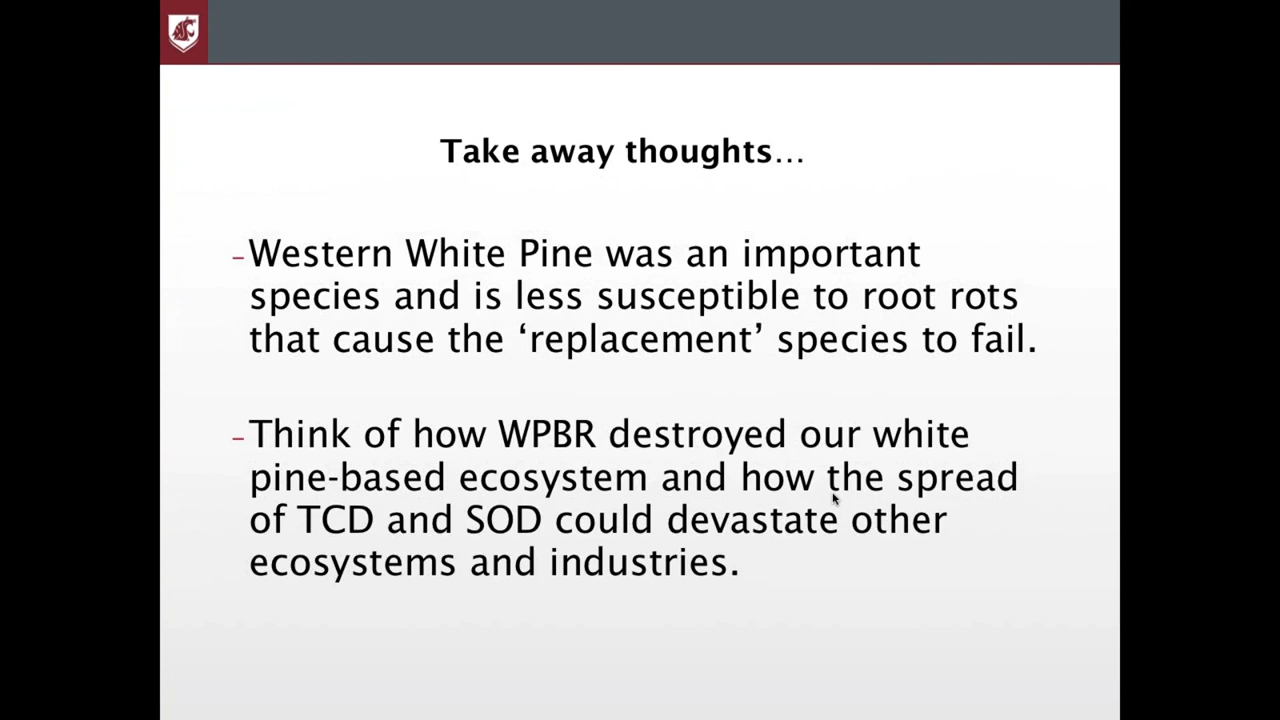 Take away thoughts…
–Western White Pine was an important
species and is less susceptible to root rots
that cause the ‘replacement’ species to fail.
–Think of how WPBR destroyed our white
pine-based ecosystem and how the spread
of TCD and SOD could devastate other
ecosystems and industries.